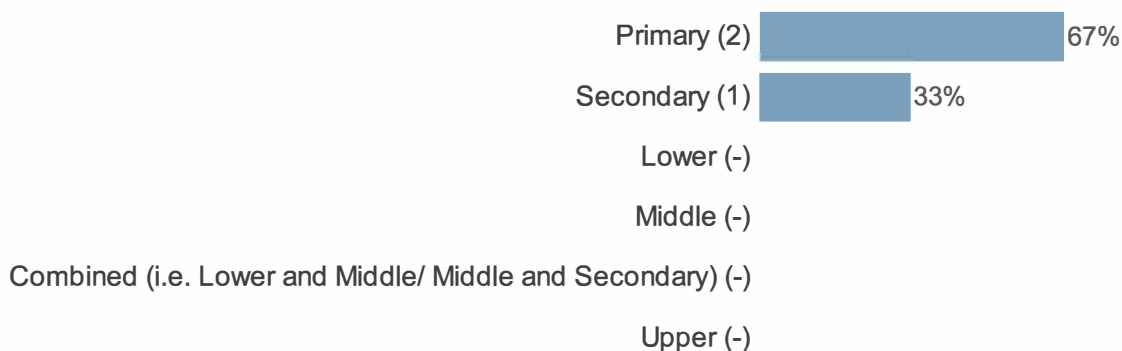 Primary (2) 67%
Secondary (1) 33%
Lower (-)
Middle (-)
Combined (i.e. Lower and Middle/ Middle and Secondary) (-)
Upper (-)